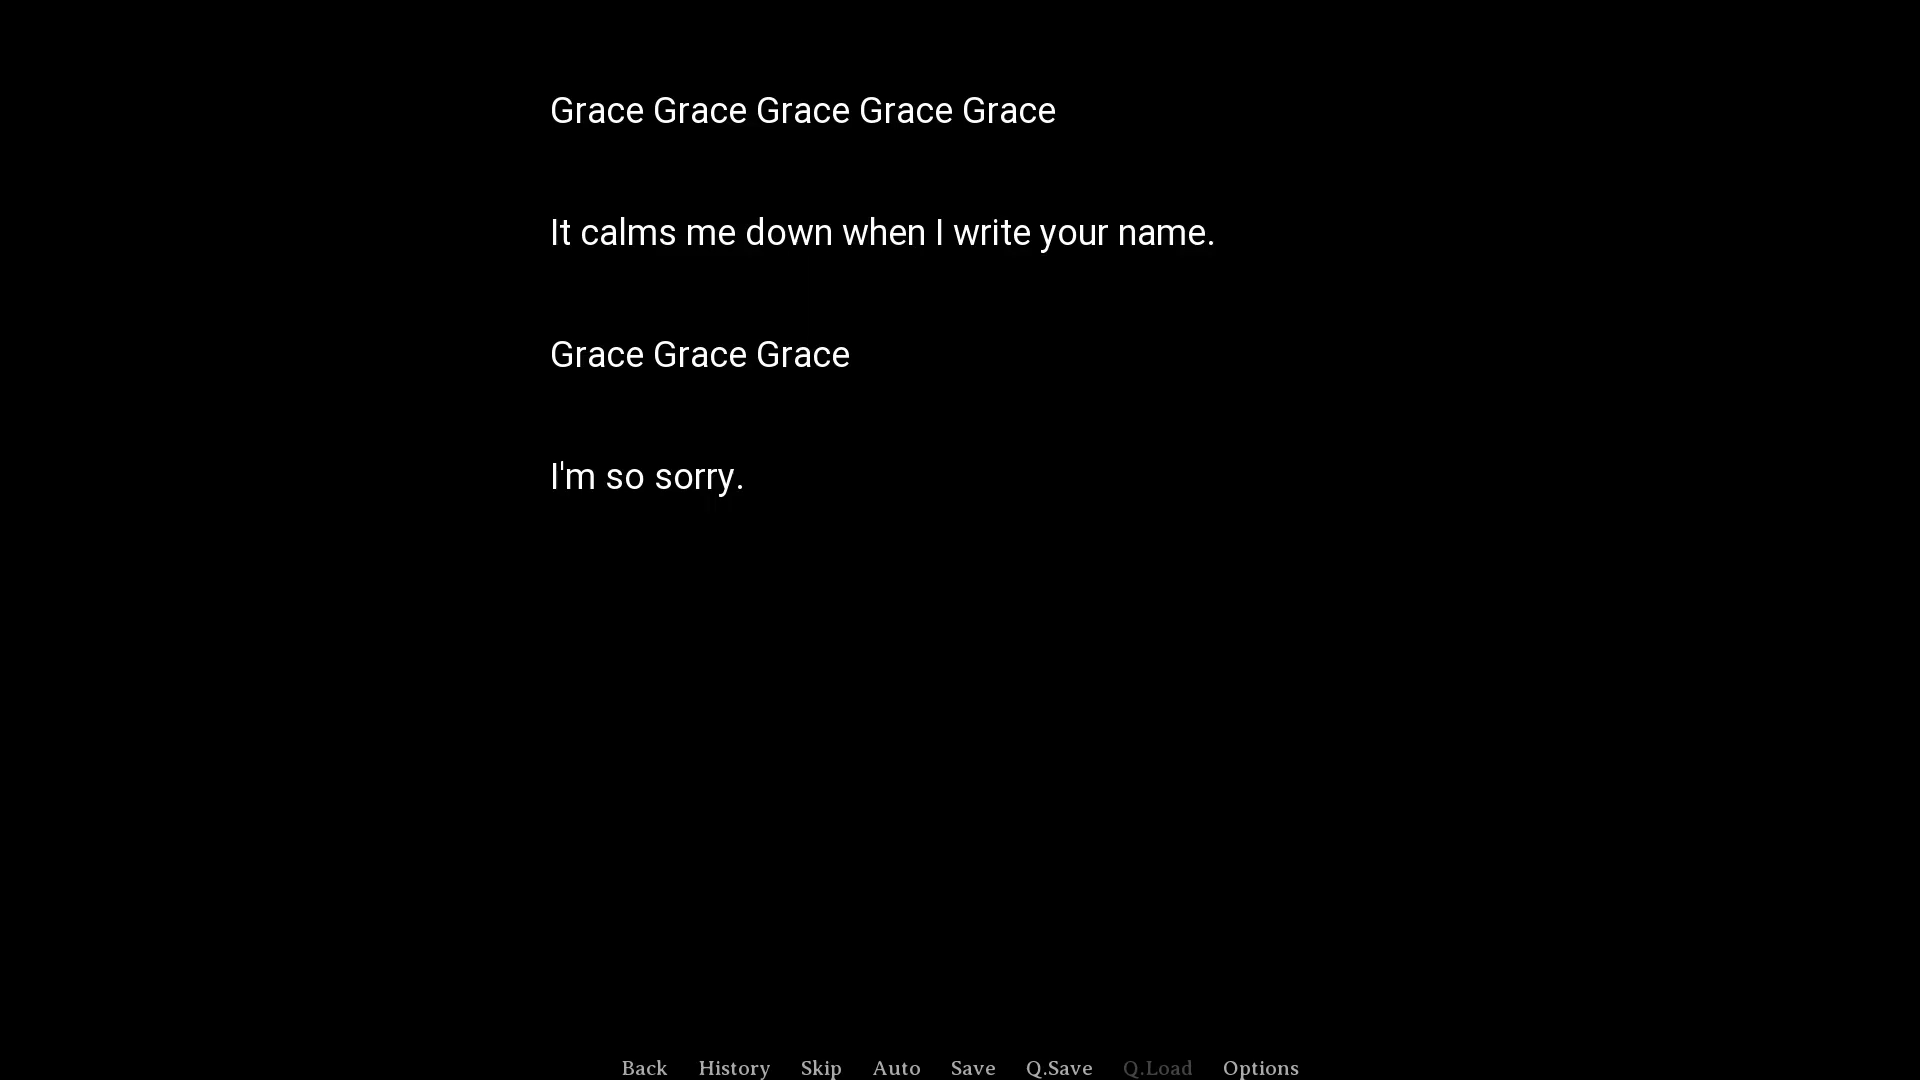 Grace Grace Grace Grace Grace
It calms me down when I write your name.
Grace Grace Grace
I'm so sorry.
Back History Skip Auto Save Q.Save Q.Load Options